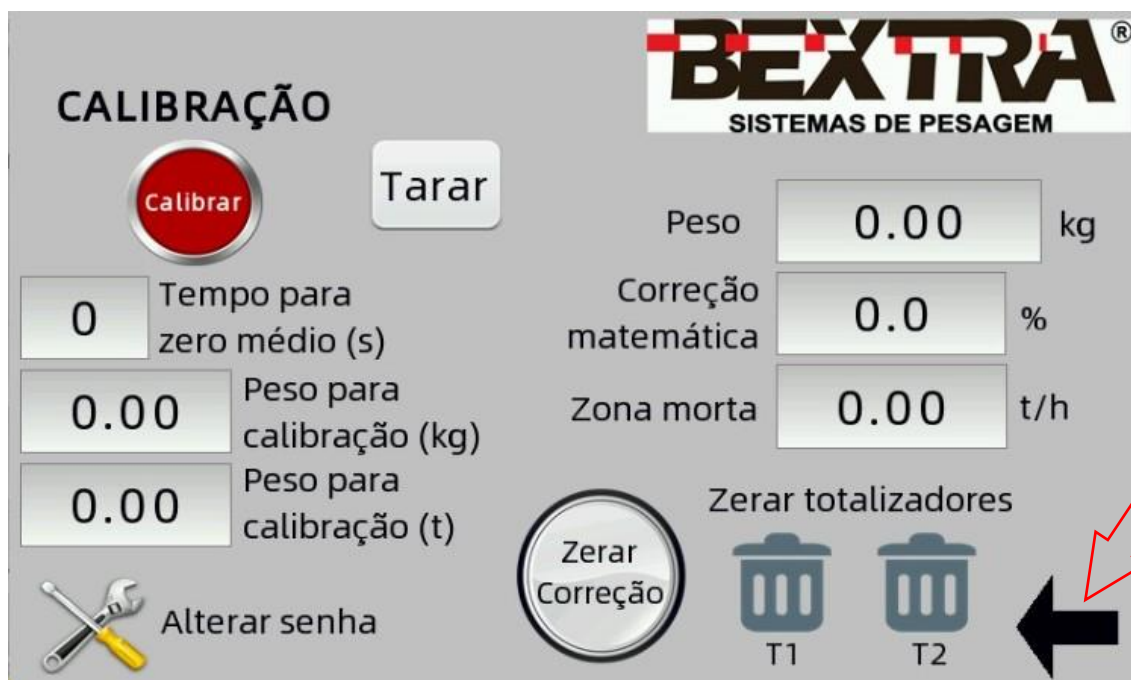 BEXTRA®
SISTEMAS DE PESAGEM
CALIBRAÇÃO
Calibrar
Tarar
Peso 0.00 kg
0 Tempo para
zero médio (s)
Correção
matemática 0.0 %
0.00 Peso para
calibração (kg)
Zona morta 0.00 t/h
0.00 Peso para
calibração (t)
Zerar totalizadores
Zerar
Correção
T1 T2
Alterar senha